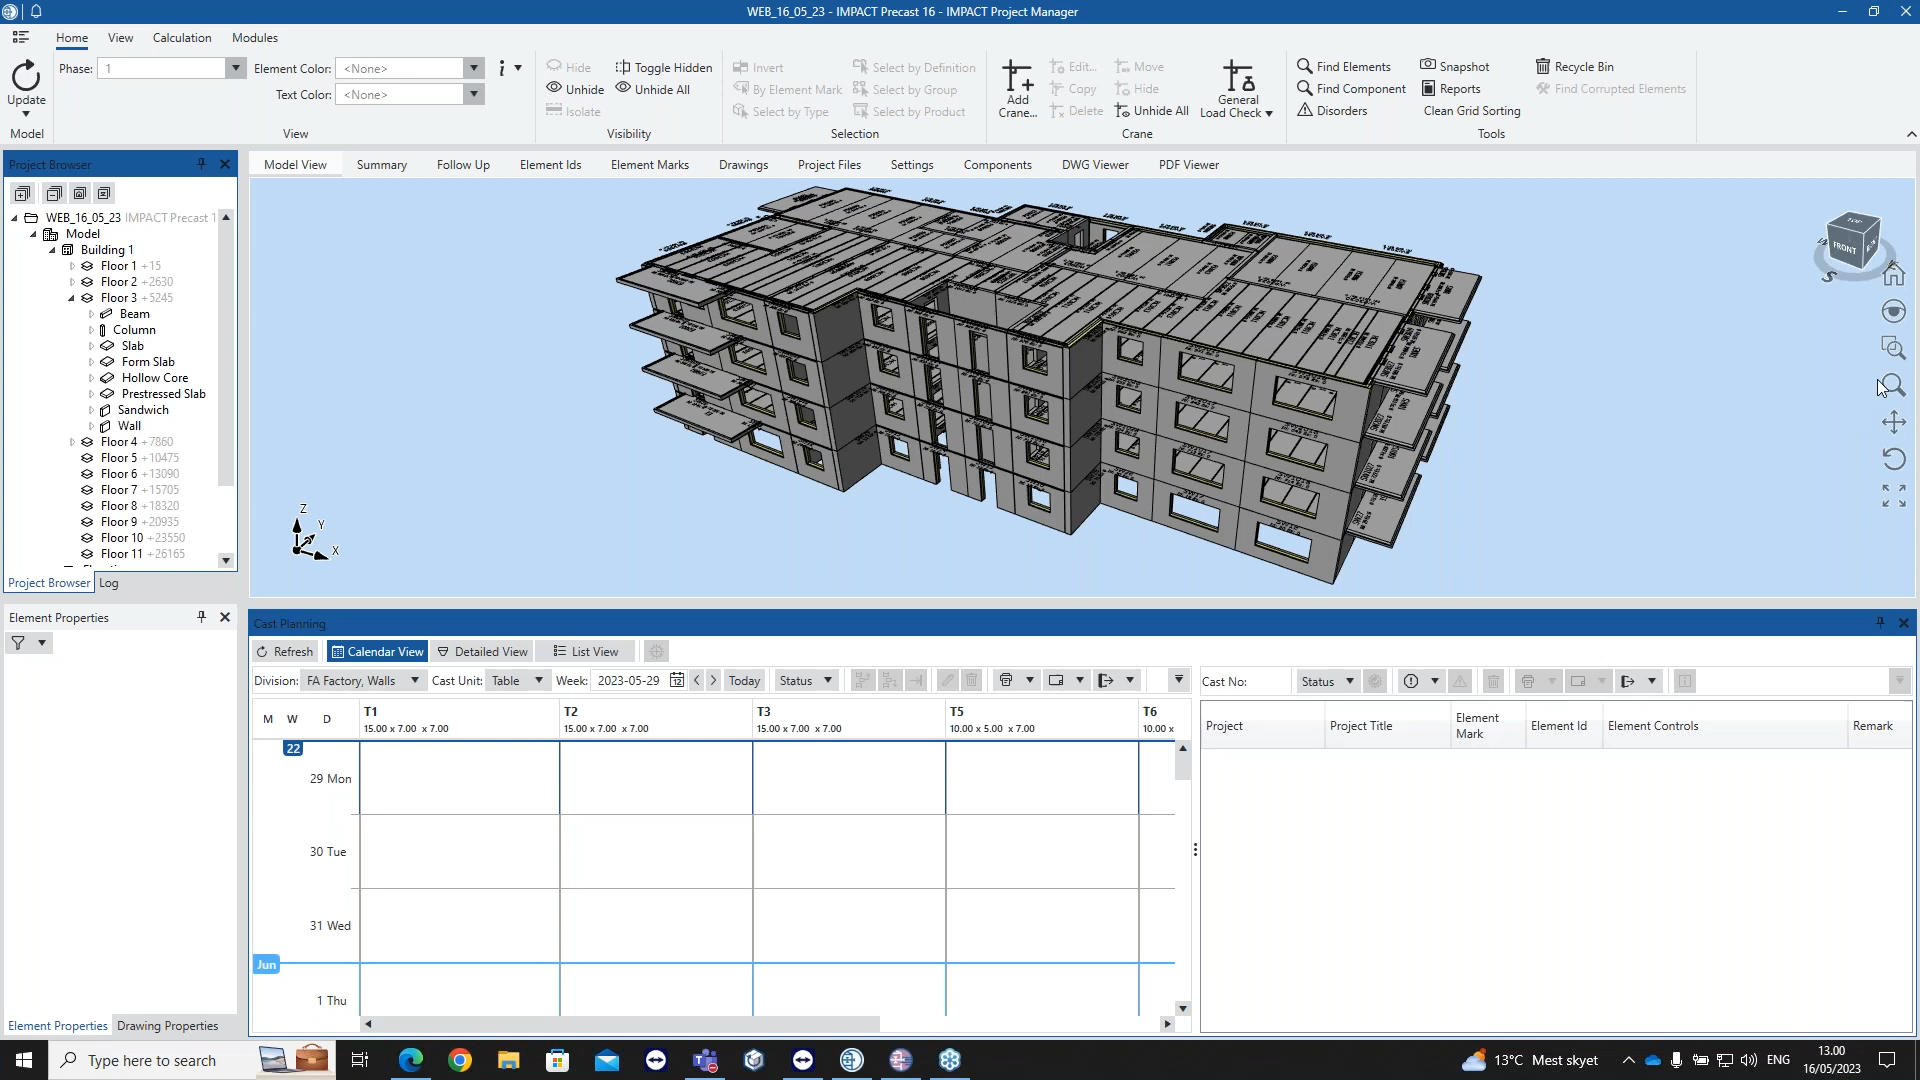 WEB_16_05_23 - IMPACT Precast 16 - IMPACT Project Manager
Home View Calculation Modules
Update
Model
Phase: 1
Element Color: <None>
Text Color: <None>
View
Hide Toggle Hidden
Unhide Unhide All
Isolate
Visibility
Invert Select by Definition
By Element Mark Select by Group
Select by Type Select by Product
Selection
Add Crane...
Edit... Move
Copy Hide
Delete Unhide All
General Load Check
Crane
Find Elements Snapshot Recycle Bin
Find Component Reports Find Corrupted Elements
Disorders Clean Grid Sorting
Tools
Project Browser
WEB_16_05_23 IMPACT Precast 1
Model
Building 1
Floor 1 +15
Floor 2 +2630
Floor 3 +5245
Beam
Column
Slab
Form Slab
Hollow Core
Prestressed Slab
Sandwich
Wall
Floor 4 +7860
Floor 5 +10475
Floor 6 +13090
Floor 7 +15705
Floor 8 +18320
Floor 9 +20935
Floor 10 +23550
Floor 11 +26165
Project Browser Log
Model View Summary Follow Up Element Ids Element Marks Drawings Project Files Settings Components DWG Viewer PDF Viewer
TOP
FRONT
S
Z
Y
X
Element Properties
Element Properties Drawing Properties
Cast Planning
Refresh Calendar View Detailed View List View
Division: FA Factory, Walls Cast Unit: Table Week: 2023-05-29 12 Today Status
Cast No: Status
M W D
T1
15.00 x 7.00 x 7.00
T2
15.00 x 7.00 x 7.00
T3
15.00 x 7.00 x 7.00
T5
10.00 x 5.00 x 7.00
T6
10.00 x
22
29 Mon
30 Tue
31 Wed
Jun
1 Thu
Project Project Title Element Mark Element Id Element Controls Remark
Type here to search
13°C Mest skyet
ENG
13.00
16/05/2023